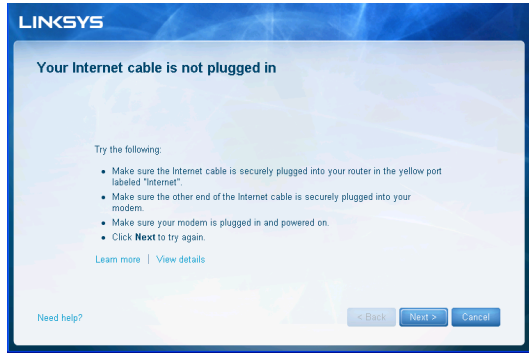 LINKSYS
Your Internet cable is not plugged in
Try the following:
• Make sure the Internet cable is securely plugged into your router in the yellow port
labeled "Internet".
• Make sure the other end of the Internet cable is securely plugged into your
modem.
• Make sure your modem is plugged in and powered on.
• Click Next to try again.
Learn more | View details
Need help?
< Back Next > Cancel